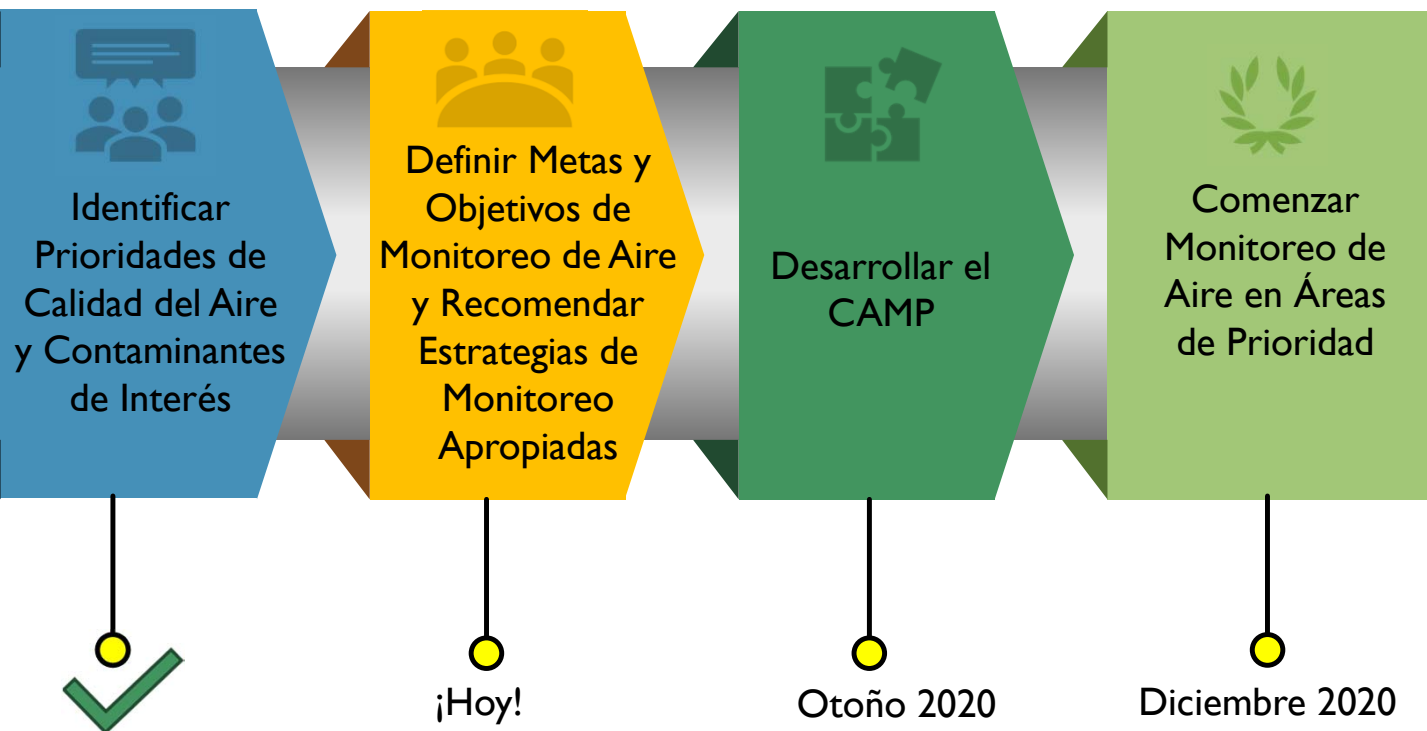 Identificar
Prioridades de
Calidad del Aire
y Contaminantes
de Interés
Definir Metas y
Objetivos de
Monitoreo de Aire
y Recomendar
Estrategias de
Monitoreo
Apropiadas
Desarrollar el
CAMP
Comenzar
Monitoreo de
Aire en Áreas
de Prioridad
¡Hoy!
Otoño 2020
Diciembre 2020